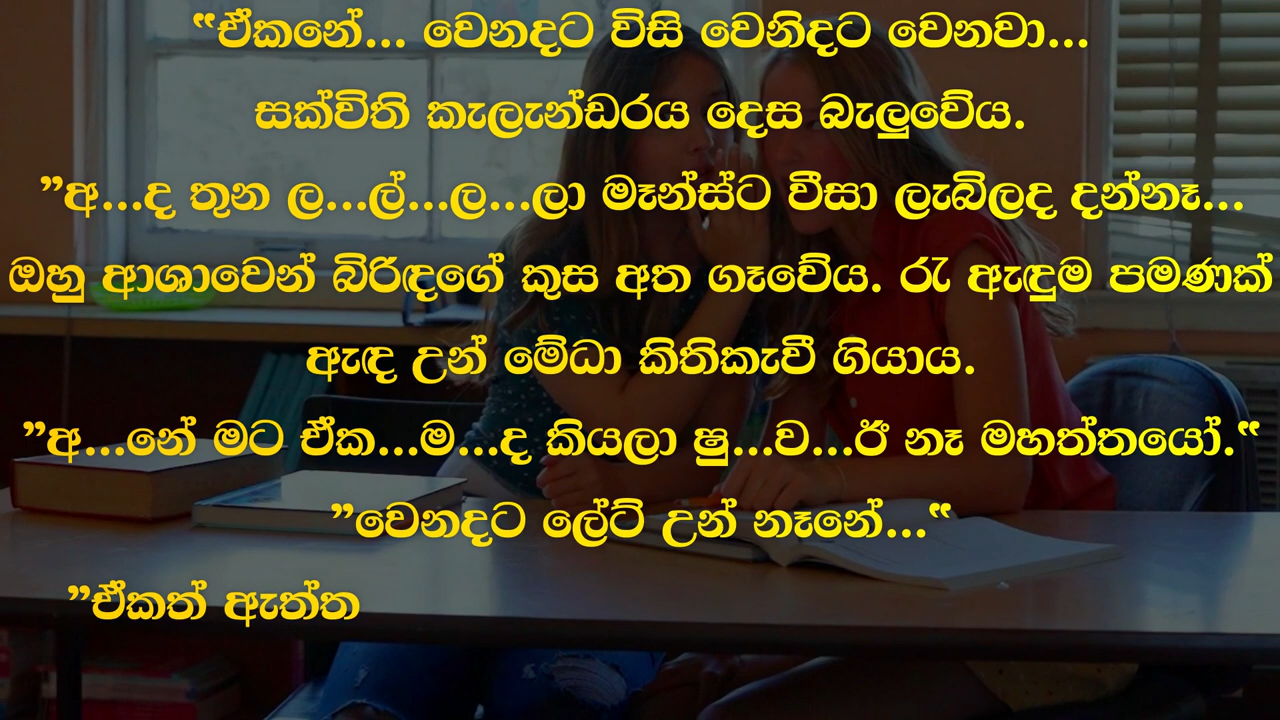 “ඒකනේ... වෙනදට විසි වෙනිදට වෙනවා...
සක්විති කැලැන්ඩරය දෙස බැලුවේය.
”අ...ද තුන ල...ල්...ල...ලා මෑන්ස්ට වීසා ලැබිලද දන්නෑ...
ඔහු ආශාවෙන් බිරිඳගේ කුස අත ගෑවේය. රෑ ඇඳුම පමණක්
ඇඳ උන් මේධා කිතිකැවී ගියාය.
”අ...නේ මට ඒක...ම...ද කියලා ෂු...ව...ර් නෑ මහත්තයෝ.“
”වෙනදට ලේට් උන් නෑනේ...“
”ඒකත් ඇත්ත